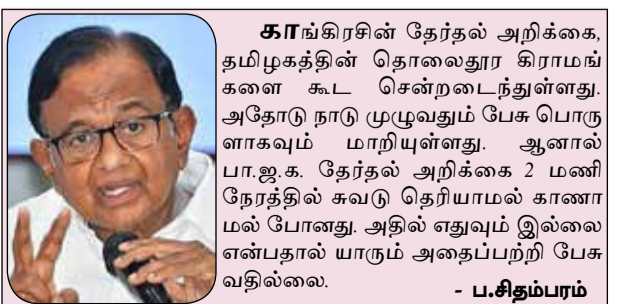 காங்கிரசின் தேர்தல் அறிக்கை,
தமிழகத்தின் தொலைதூர கிராமங்
களை கூட சென்றடைந்துள்ளது.
அதோடு நாடு முழுவதும் பேசு பொரு
ளாகவும் மாறியுள்ளது. ஆனால்
பா.ஜ.க. தேர்தல் அறிக்கை 2 மணி
நேரத்தில் சுவடு தெரியாமல் காணா
மல் போனது. அதில் எதுவும் இல்லை
என்பதால் யாரும் அதைப்பற்றி பேசு
வதில்லை.
- ப.சிதம்பரம்